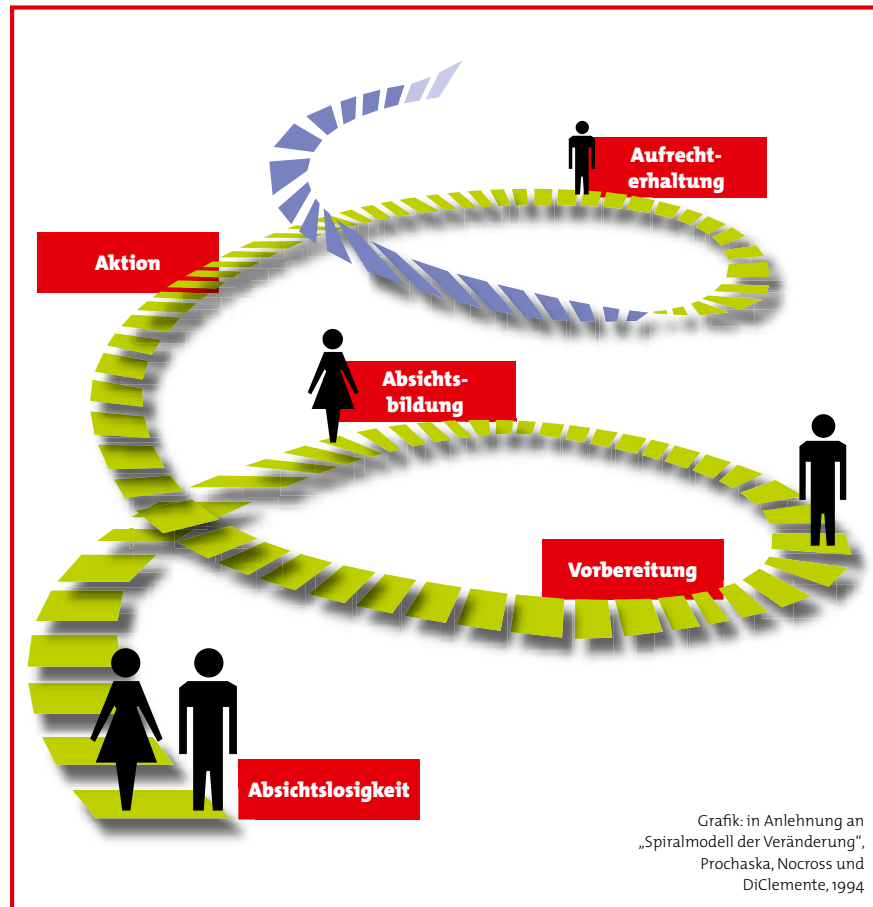 Aufrecht-
erhaltung
Aktion
Absichts-
bildung
Vorbereitung
Absichtslosigkeit
Grafik: in Anlehnung an
„Spiralmodell der Veränderung“,
Prochaska, Nocross und
DiClemente, 1994